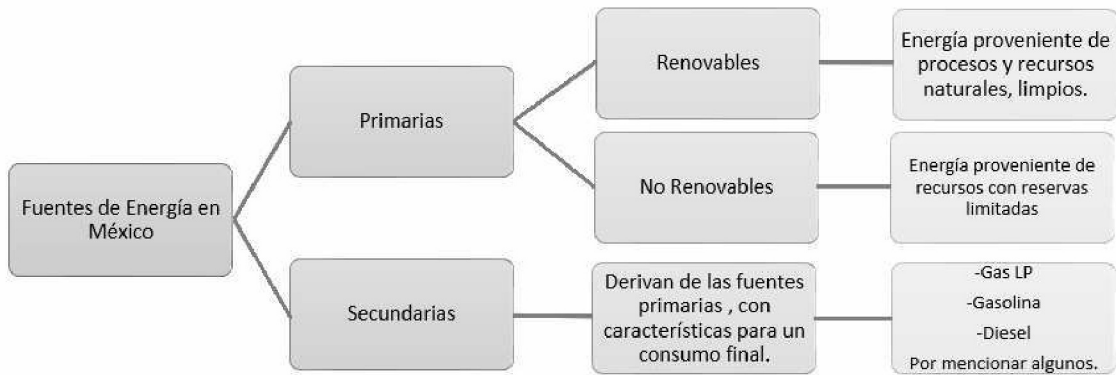 Fuentes de Energía en
México
Primarias
Renovables
Energía proveniente de
procesos y recursos
naturales, limpios.
No Renovables
Energía proveniente de
recursos con reservas
limitadas
Secundarias
Derivan de las fuentes
primarias , con
características para un
consumo final.
-Gas LP
-Gasolina
-Diesel
Por mencionar algunos.